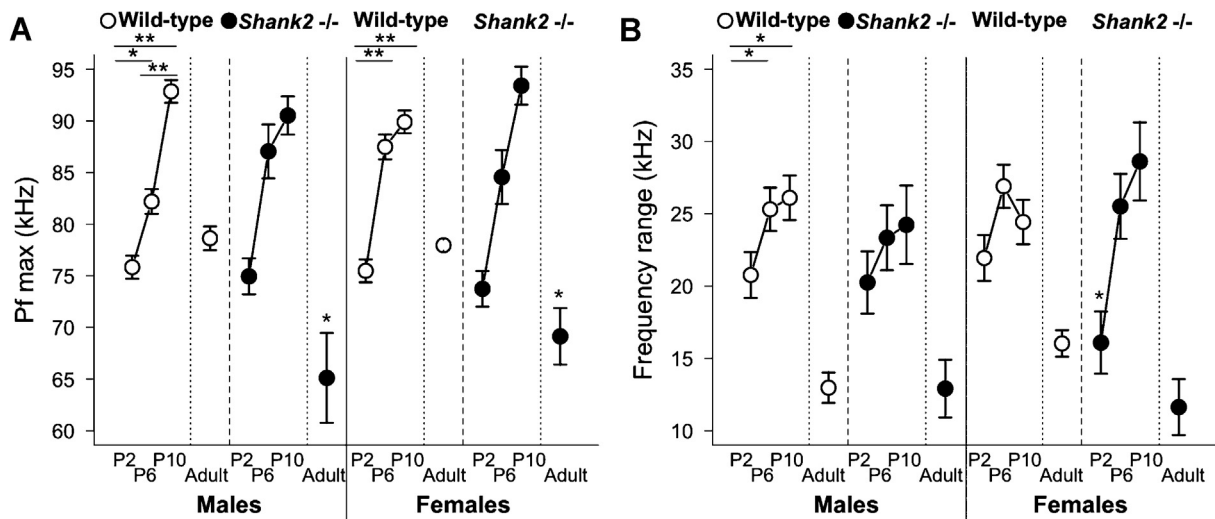 A
Wild-type Shank2 -/- Wild-type Shank2 -/-
**
*
**
**
**
Pf max (kHz)
95
90
85
80
75
70
65
60
*
*
P2 P6 P10 Adult P2 P6 P10 Adult P2 P6 P10 Adult P2 P6 P10 Adult
Males Females
B
Wild-type Shank2 -/- Wild-type Shank2 -/-
*
*
Frequency range (kHz)
35
30
25
20
15
10
*
P2 P6 P10 Adult P2 P6 P10 Adult P2 P6 P10 Adult P2 P6 P10 Adult
Males Females